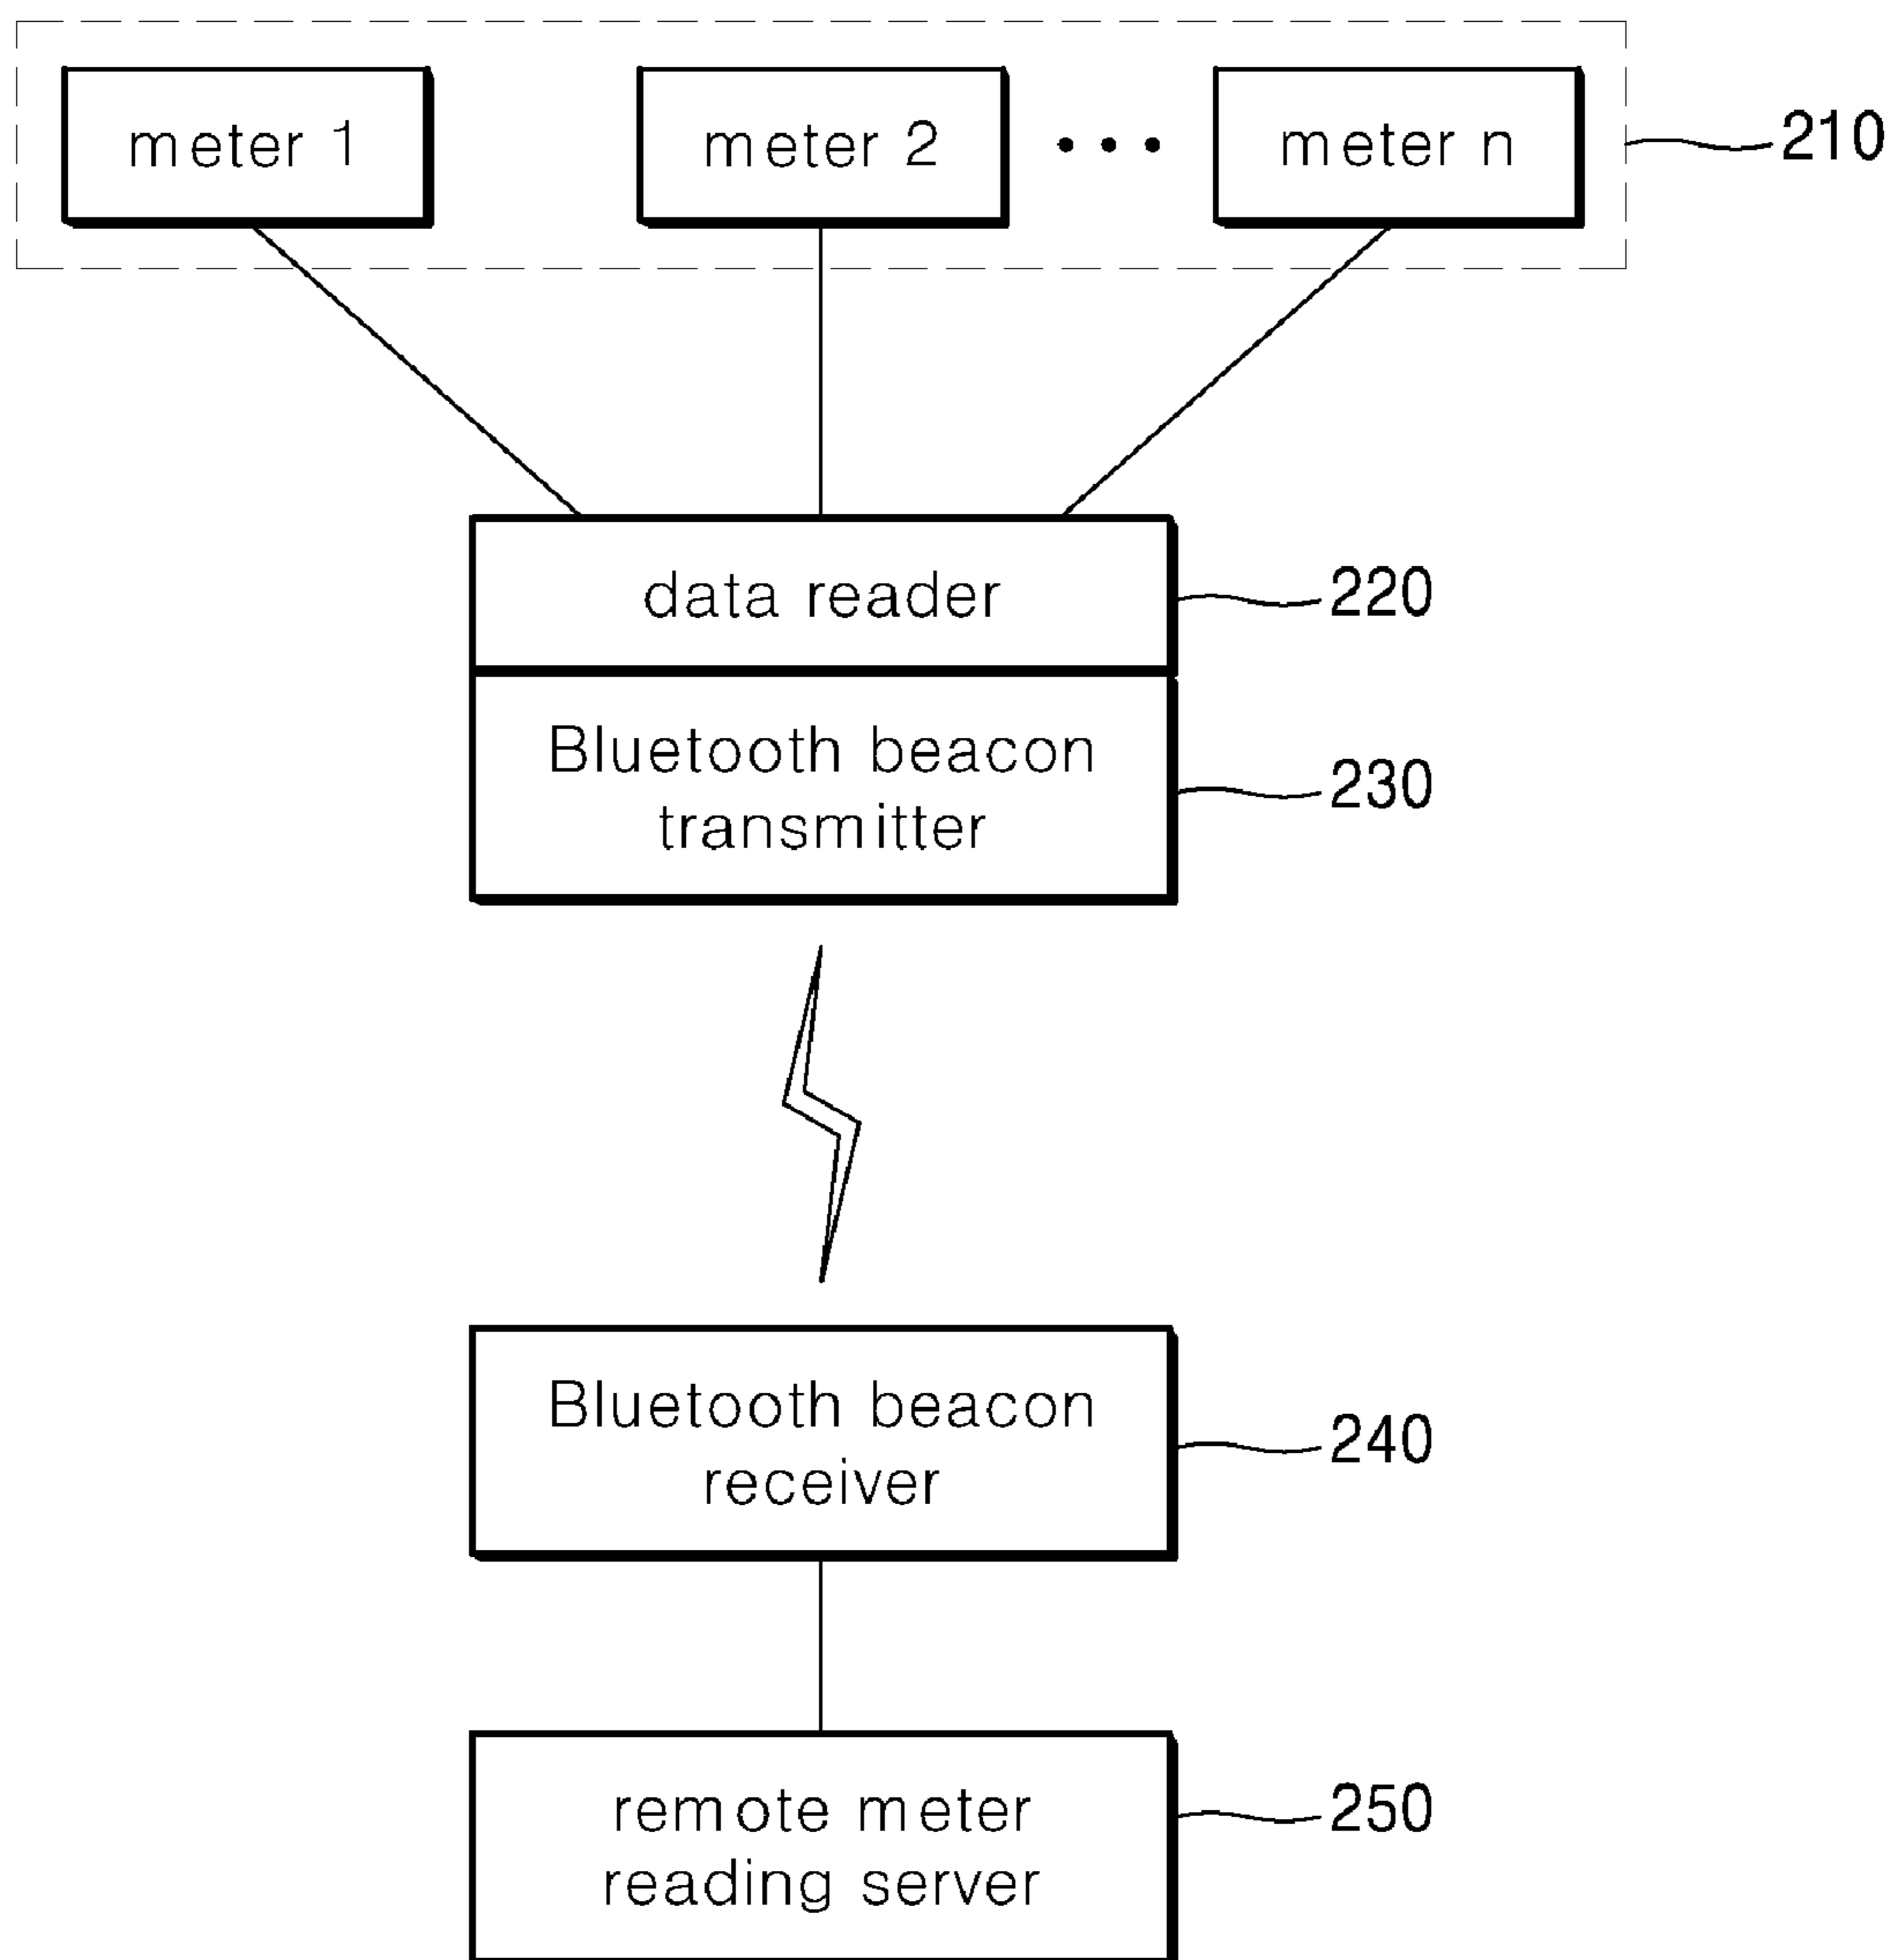 meter 1 meter 2 ••• meter n 210
data reader 220
Bluetooth beacon
transmitter
230
Bluetooth beacon
receiver
240
remote meter
reading server
250